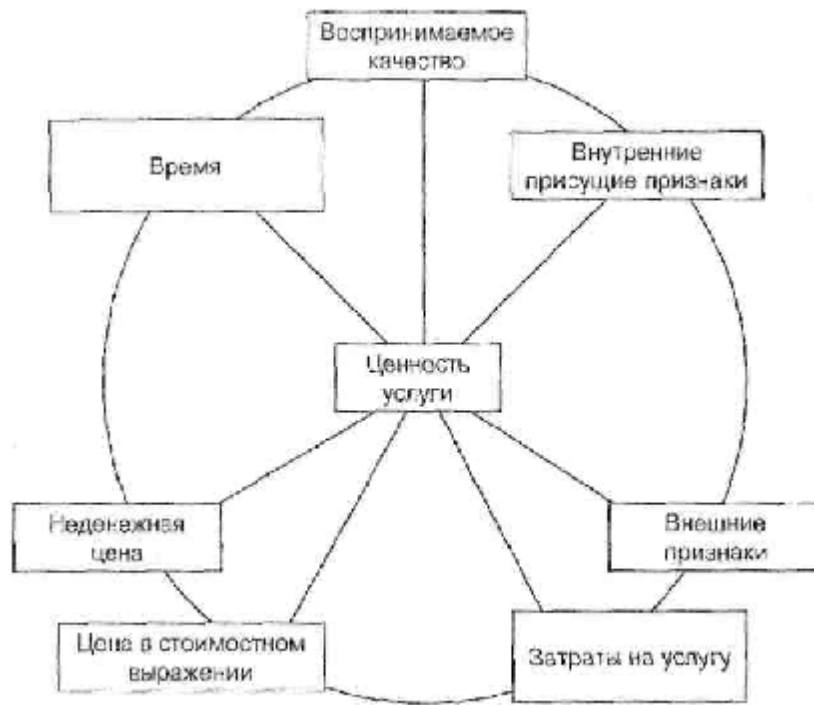 Воспринимаемое
качество
Время
Внутренние
присущие признаки
Ценность
услуги
Неденежная
цена
Внешние
признаки
Цена в стоимостном
выражении
Затраты на услугу